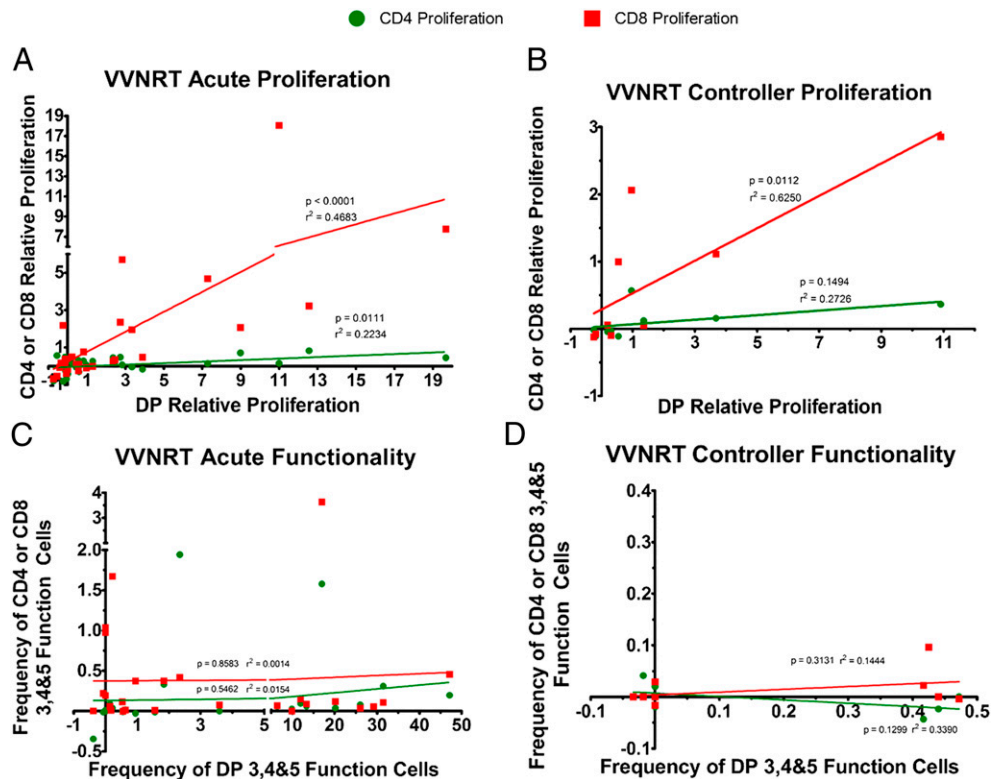 CD4 Proliferation CD8 Proliferation
A
VVNRT Acute Proliferation
CD4 or CD8 Relative Proliferation
19
17
15
13
11
9
7
5
3
1
-1
p < 0.0001
r² = 0.4683
p = 0.0111
r² = 0.2234
1 3 5 7 9 11 13 15 17 19
DP Relative Proliferation
B
VVNRT Controller Proliferation
CD4 or CD8 Relative Proliferation
3
2
1
-1
p = 0.0112
r² = 0.6250
p = 0.1494
r² = 0.2726
-1 1 3 5 7 9 11
DP Relative Proliferation
C
VVNRT Acute Functionality
Frequency of CD4 or CD8
3,4&5 Function Cells
4
3
2.0
1.5
1.0
0.5
-0.5
p = 0.8583 r² = 0.0014
p = 0.5462 r² = 0.0154
1 3 5 10 20 30 40 50
Frequency of DP 3,4&5 Function Cells
D
VVNRT Controller Functionality
Frequency of CD4 or CD8 3,4&5
Function Cells
0.4
0.3
0.2
0.1
-0.1
p = 0.3131 r² = 0.1444
p = 0.1299 r² = 0.3390
-0.1 0.1 0.2 0.3 0.4 0.5
Frequency of DP 3,4&5 Function Cells